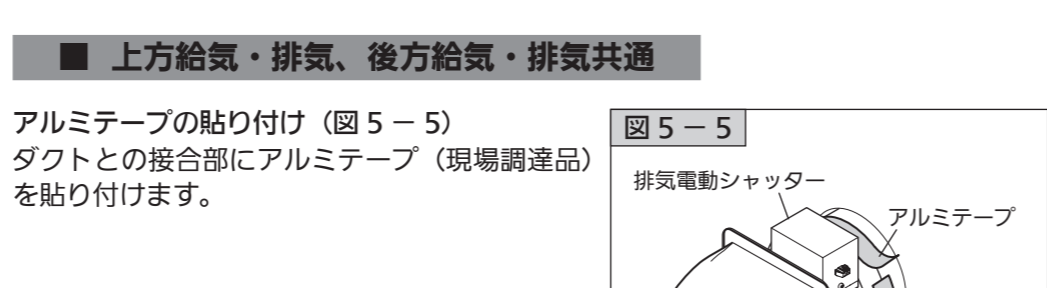 ■ 上方給気・排気、後方給気・排気共通
アルミテープの貼り付け（図 5 － 5）
ダクトとの接合部にアルミテープ（現場調達品）
を貼り付けます。
図 5 － 5
排気電動シャッター
アルミテープ